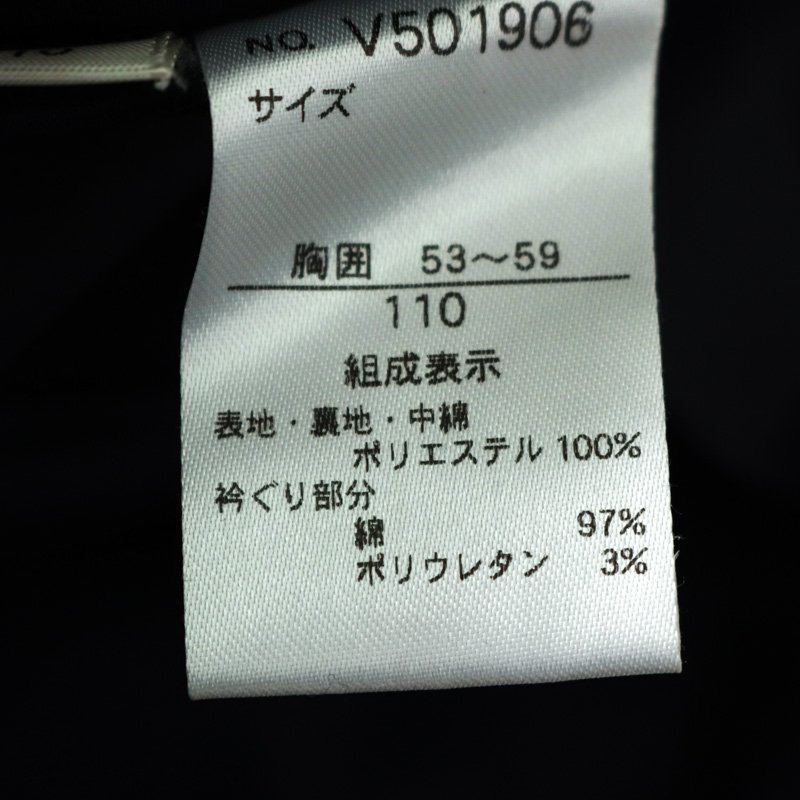 NO. V501906
サイズ
胸囲 53～59
110
組成表示
表地・裏地・中綿
ポリエステル 100%
衿ぐり部分
綿 97%
ポリウレタン 3%